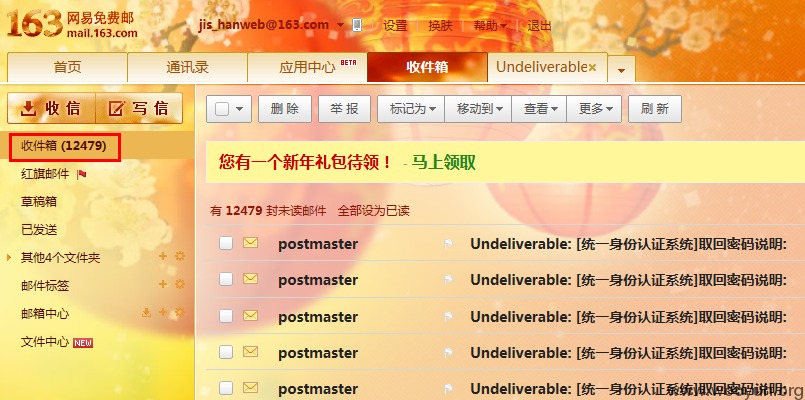 163 网易免费邮
mail.163.com
jis_hanweb@163.com 设置 换肤 帮助 退出
首页 通讯录 应用中心 BETA 收件箱 Undeliverable×
收 信 写 信
删 除 举 报 标记为 移动到 查看 更多 刷 新
收件箱 (12479)
您有一个新年礼包待领！ - 马上领取
红旗邮件
草稿箱
有 12479 封未读邮件 全部设为已读
已发送
postmaster Undeliverable: [统一身份认证系统]取回密码说明:
其他4个文件夹
postmaster Undeliverable: [统一身份认证系统]取回密码说明:
邮件标签
邮箱中心
postmaster Undeliverable: [统一身份认证系统]取回密码说明:
文件中心 NEW
postmaster Undeliverable: [统一身份认证系统]取回密码说明:
postmaster Undeliverable: [统一身份认证系统]取回密码说明:
www.wooyun.org